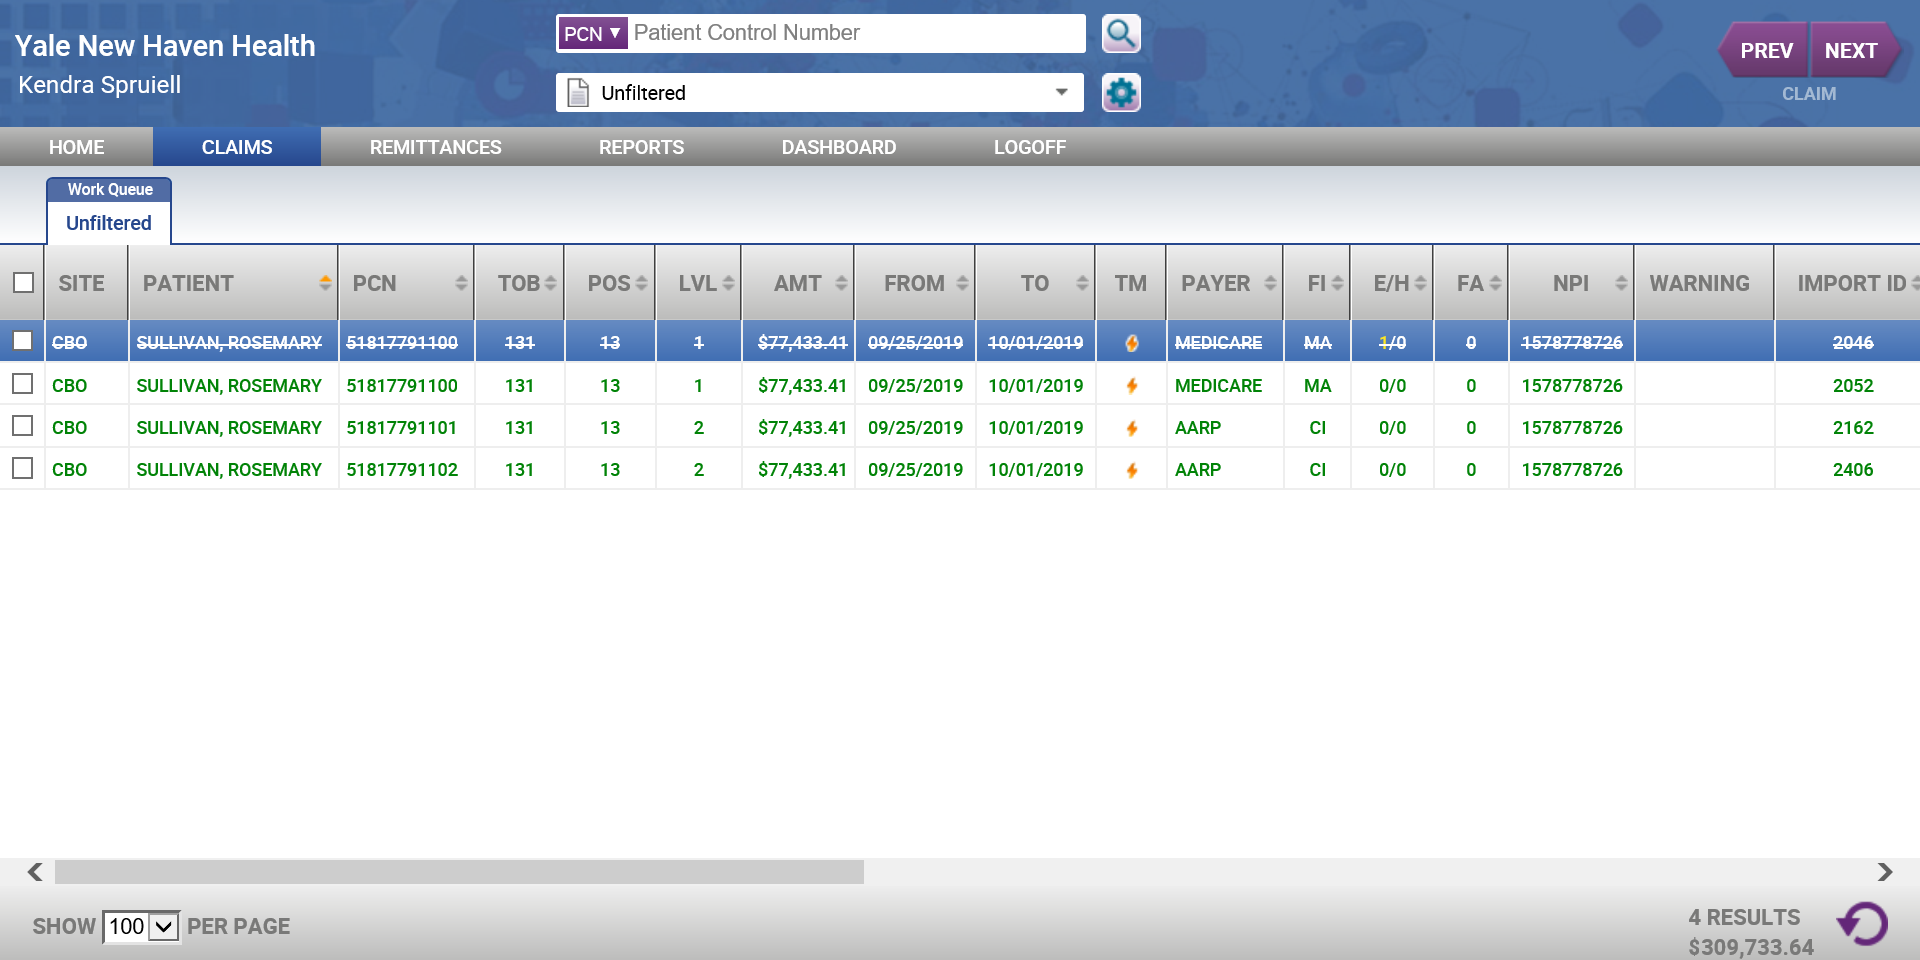 Yale New Haven Health
Kendra Spruiell
PCN ▼ Patient Control Number
Unfiltered
PREV NEXT
CLAIM
HOME CLAIMS REMITTANCES REPORTS DASHBOARD LOGOFF
Work Queue
Unfiltered
SITE PATIENT PCN TOB POS LVL AMT FROM TO TM PAYER FI E/H FA NPI WARNING IMPORT ID
CBO SULLIVAN, ROSEMARY 51817791100 131 13 1 $77,433.41 09/25/2019 10/01/2019 MEDICARE MA 1/0 0 1578778726 2046
CBO SULLIVAN, ROSEMARY 51817791100 131 13 1 $77,433.41 09/25/2019 10/01/2019 MEDICARE MA 0/0 0 1578778726 2052
CBO SULLIVAN, ROSEMARY 51817791101 131 13 2 $77,433.41 09/25/2019 10/01/2019 AARP CI 0/0 0 1578778726 2162
CBO SULLIVAN, ROSEMARY 51817791102 131 13 2 $77,433.41 09/25/2019 10/01/2019 AARP CI 0/0 0 1578778726 2406
SHOW 100 PER PAGE
4 RESULTS
$309,733.64